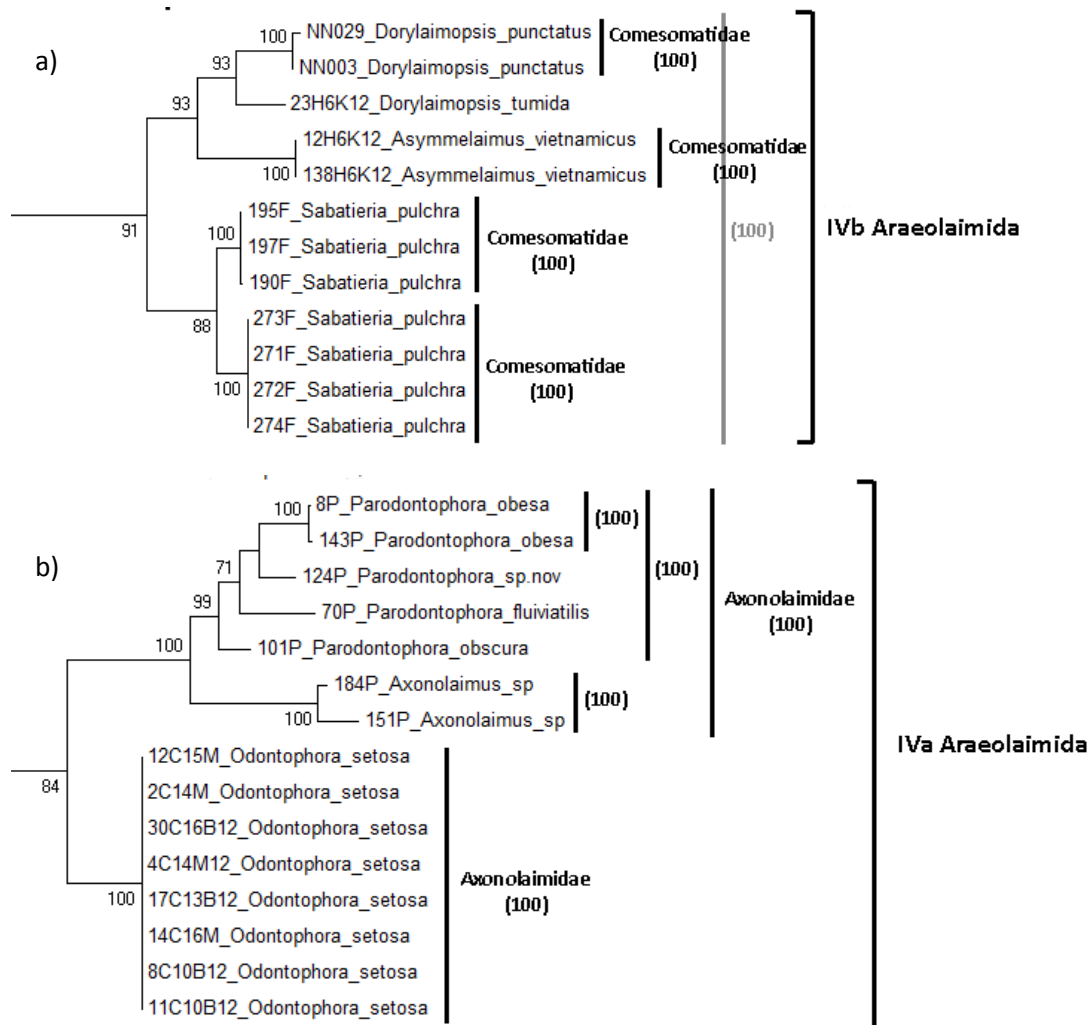 a)
100
NN029_Dorylaimopsis_punctatus
NN003_Dorylaimopsis_punctatus
Comesomatidae
(100)
93
93
23H6K12_Dorylaimopsis_tumida
12H6K12_Asymmelaimus_vietnamicus
138H6K12_Asymmelaimus_vietnamicus
100
Comesomatidae
(100)
91
195F_Sabatieria_pulchra
100
197F_Sabatieria_pulchra
190F_Sabatieria_pulchra
Comesomatidae
(100)
(100)
IVb Araeolaimida
88
273F_Sabatieria_pulchra
271F_Sabatieria_pulchra
100
272F_Sabatieria_pulchra
274F_Sabatieria_pulchra
Comesomatidae
(100)
b)
100
8P_Parodontophora_obesa
143P_Parodontophora_obesa
(100)
71
124P_Parodontophora_sp.nov
(100)
99
70P_Parodontophora_fluiviatilis
100
101P_Parodontophora_obscura
Axonolaimidae
(100)
184P_Axonolaimus_sp
100
151P_Axonolaimus_sp
(100)
IVa Araeolaimida
84
12C15M_Odontophora_setosa
2C14M_Odontophora_setosa
30C16B12_Odontophora_setosa
4C14M12_Odontophora_setosa
100
17C13B12_Odontophora_setosa
14C16M_Odontophora_setosa
8C10B12_Odontophora_setosa
11C10B12_Odontophora_setosa
Axonolaimidae
(100)